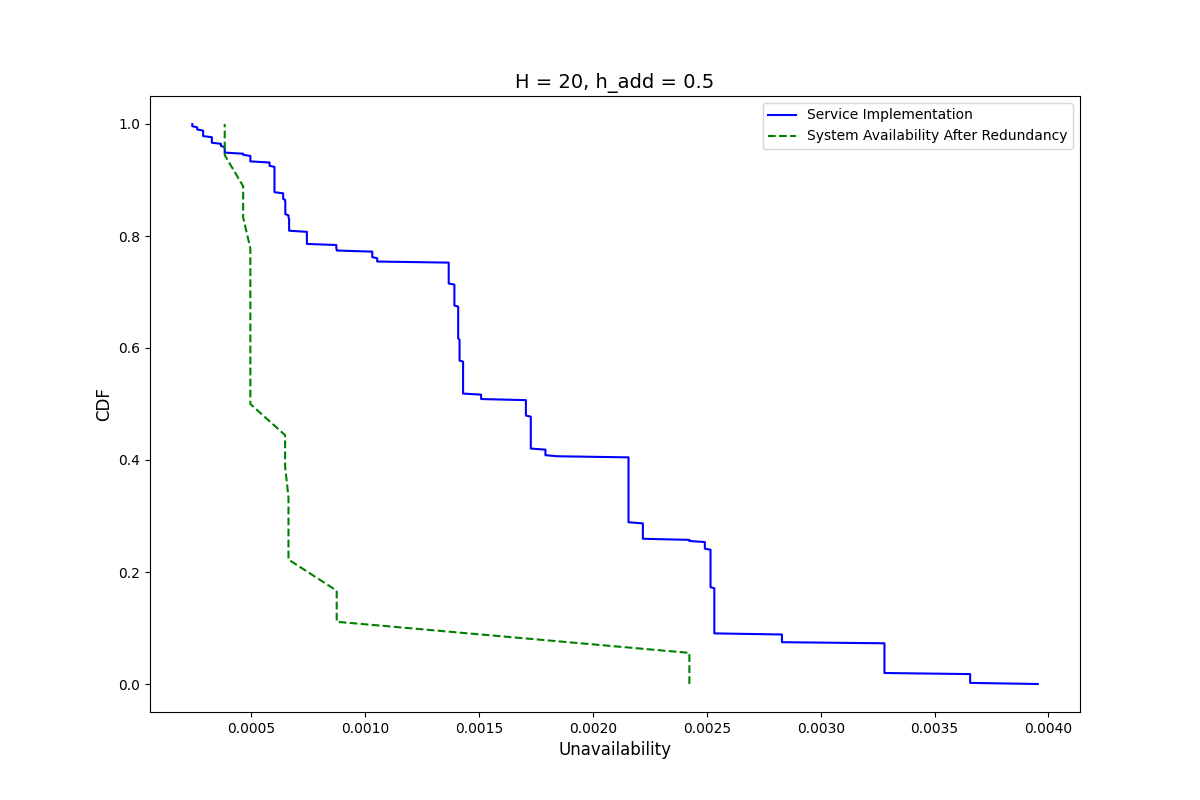 H = 20, h_add = 0.5
Service Implementation
System Availability After Redundancy
1.0
0.8
0.6
0.4
0.2
0.0
CDF
0.0005 0.0010 0.0015 0.0020 0.0025 0.0030 0.0035 0.0040
Unavailability